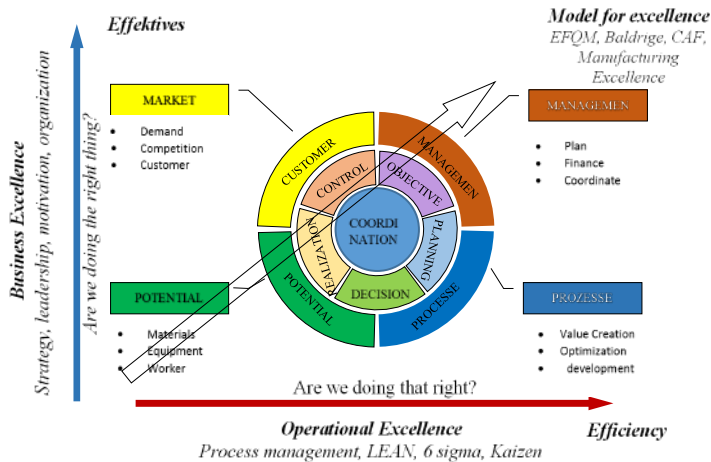 Effektives
Model for excellence
EFQM, Baldrige, CAF,
Manufacturing
Excellence
Business Excellence
Strategy, leadership, motivation, organization
Are we doing the right thing?
MARKET
• Demand
• Competition
• Customer
MANAGEMEN
• Plan
• Finance
• Coordinate
CUSTOMER
MANAGEMEN
CONTROL
OBJECTIVE
COORDI
NATION
REALIZATION
PLANNING
DECISION
POTENTIAL
PROCESSE
POTENTIAL
• Materials
• Equipment
• Worker
PROZESSE
• Value Creation
• Optimization
• development
Are we doing that right?
Operational Excellence
Efficiency
Process management, LEAN, 6 sigma, Kaizen